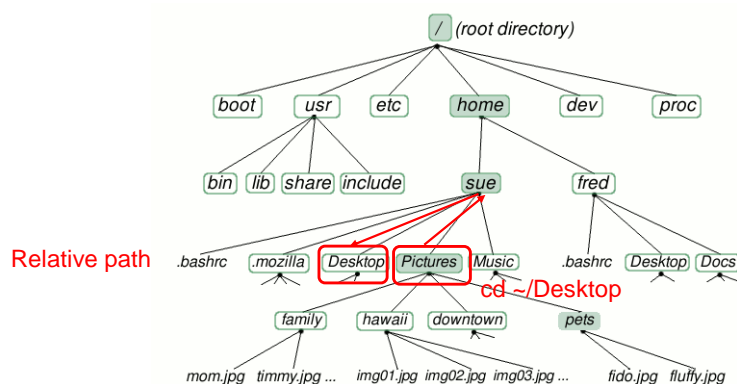 / (root directory)
boot usr etc home dev proc
bin lib share include sue fred
Relative path
.bashrc .mozilla Desktop Pictures Music .bashrc Desktop Docs
cd ~/Desktop
family hawaii downtown pets
mom.jpg timmy.jpg ... img01.jpg img02.jpg img03.jpg ... fido.jpg fluffy.jpg